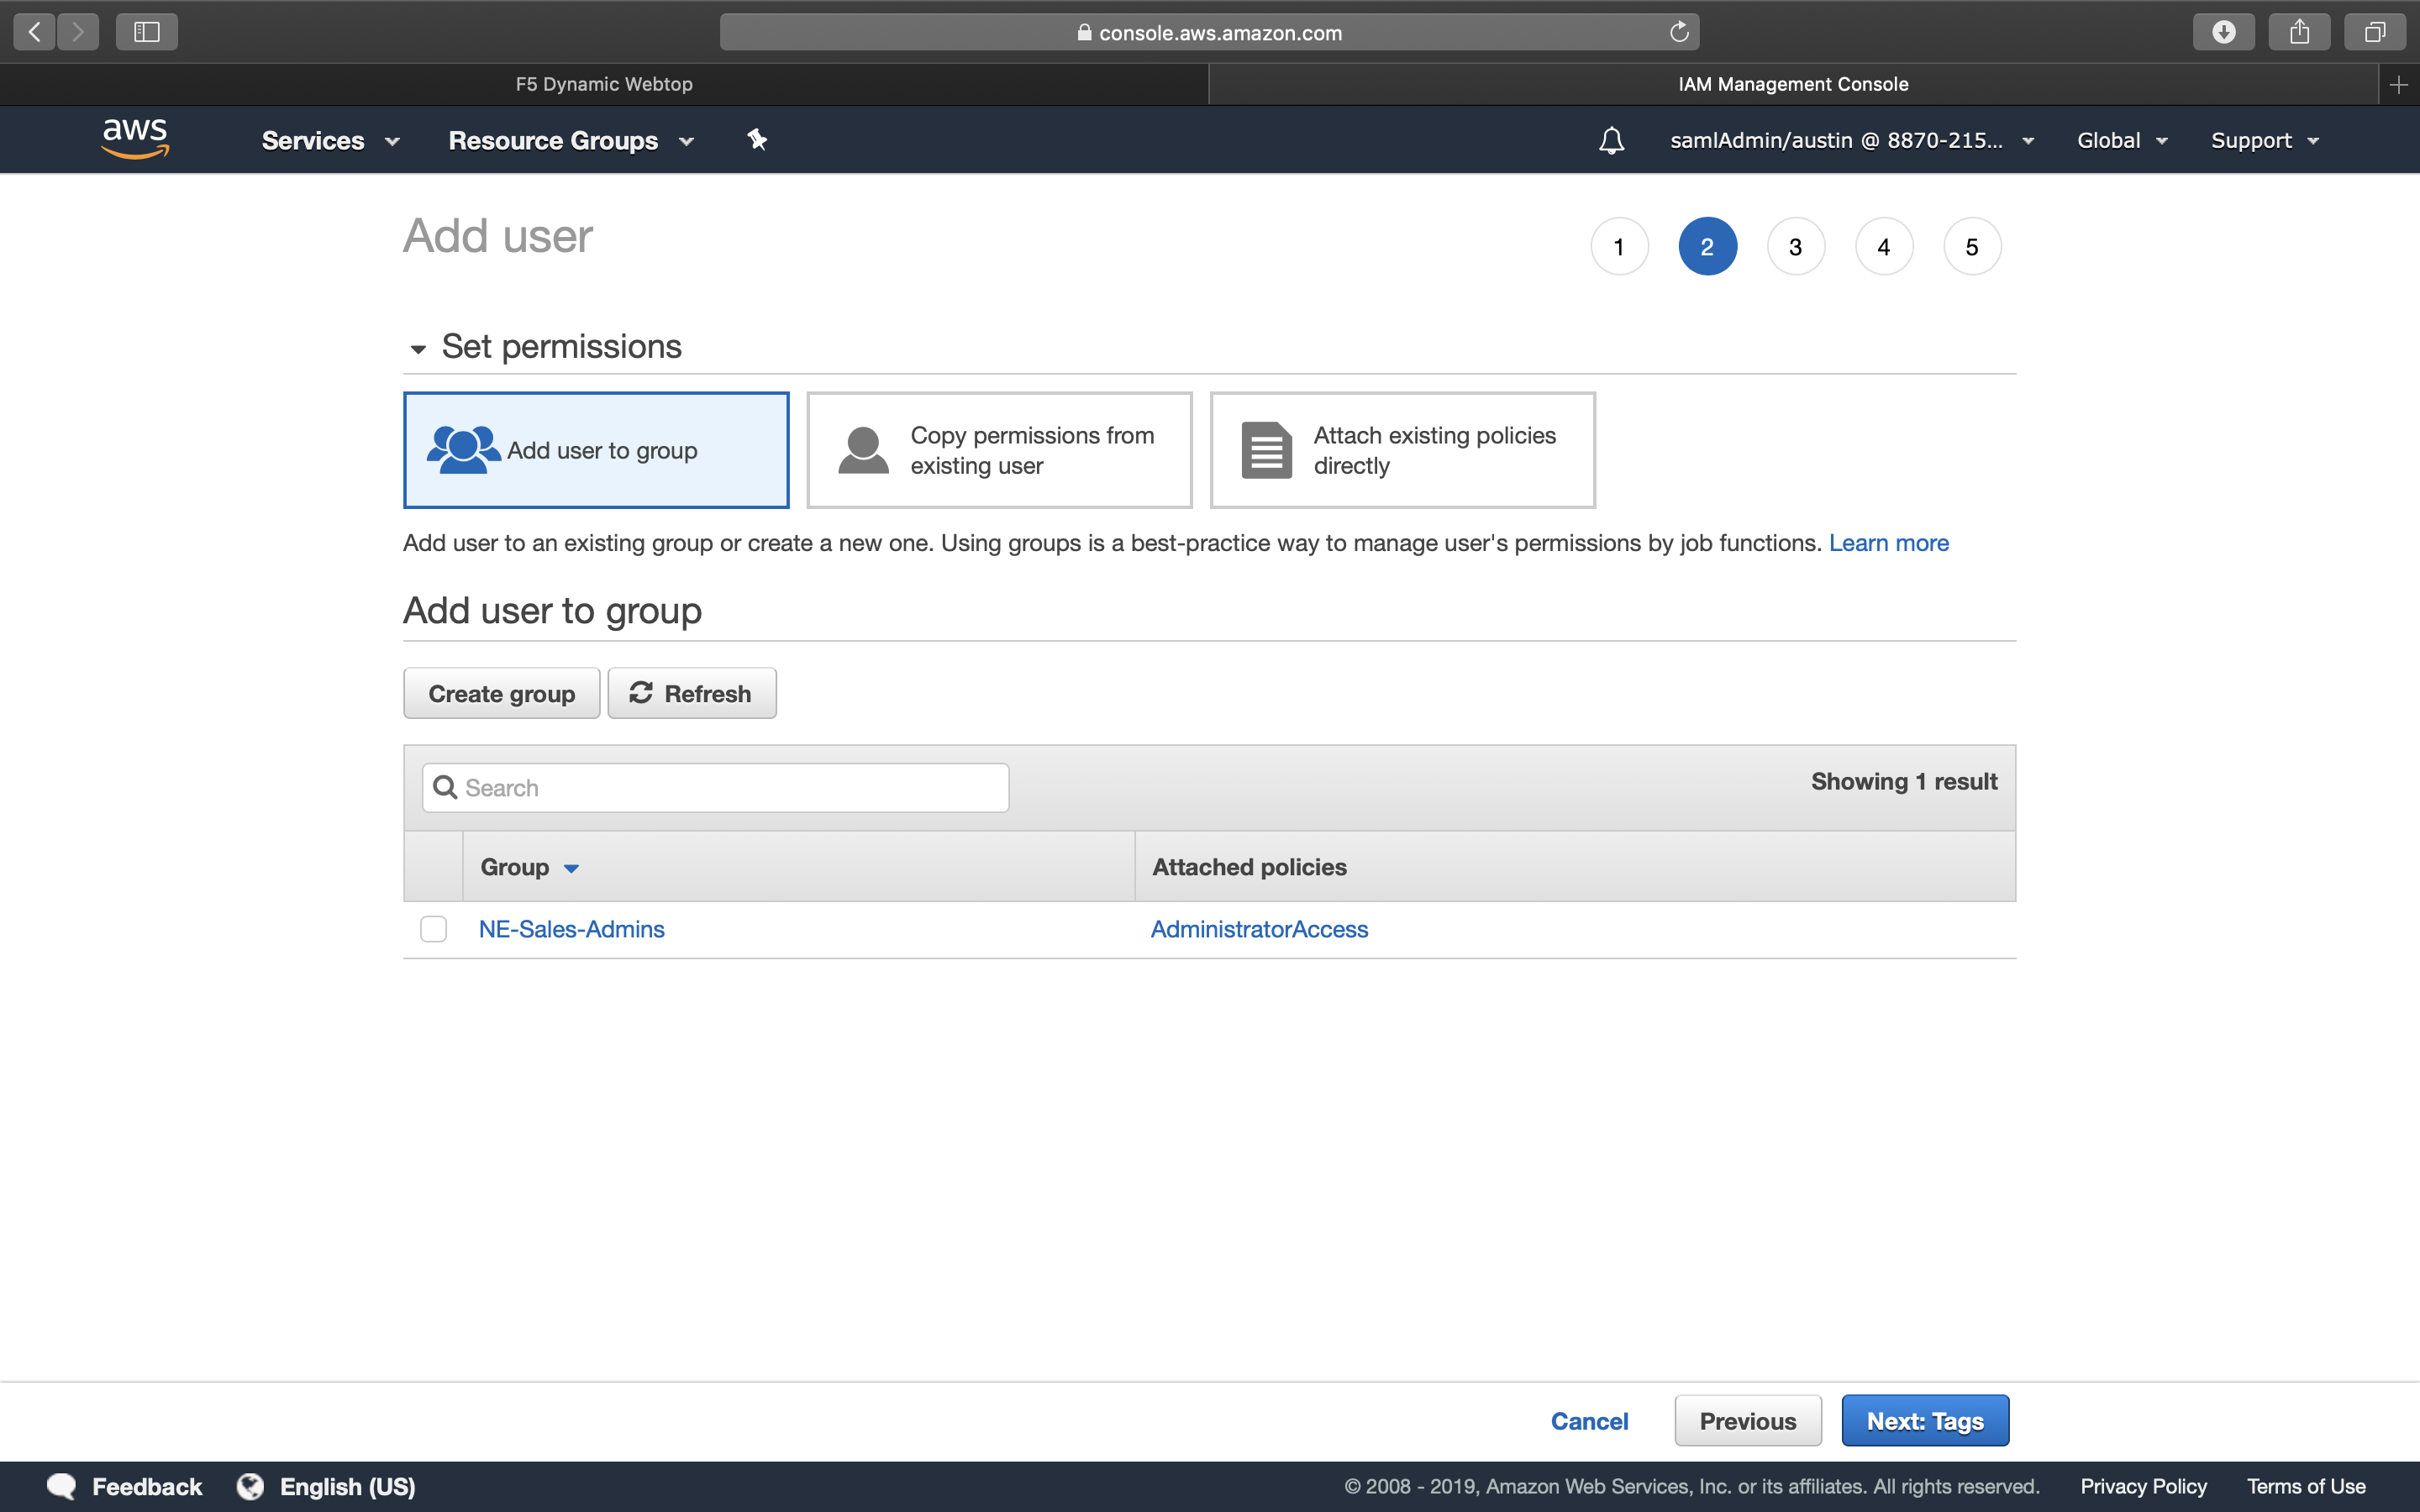 console.aws.amazon.com
F5 Dynamic Webtop
IAM Management Console
aws
Services
Resource Groups
samlAdmin/austin @ 8870-215...
Global
Support
Add user
1
2
3
4
5
Set permissions
Add user to group
Copy permissions from
existing user
Attach existing policies
directly
Add user to an existing group or create a new one. Using groups is a best-practice way to manage user's permissions by job functions. Learn more
Add user to group
Create group
Refresh
Search
Showing 1 result
Group
Attached policies
NE-Sales-Admins
AdministratorAccess
Cancel
Previous
Next: Tags
Feedback
English (US)
© 2008 - 2019, Amazon Web Services, Inc. or its affiliates. All rights reserved.
Privacy Policy
Terms of Use